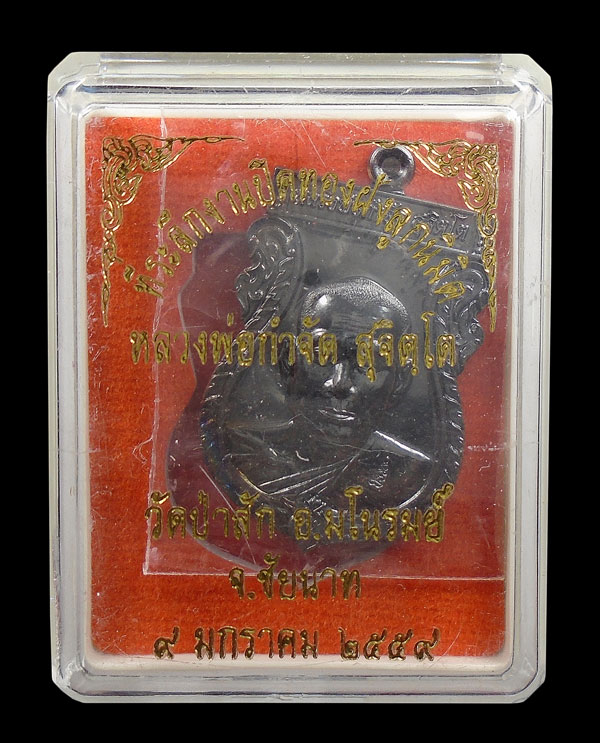 ที่ระลึกงานปิดทองฝังลูกนิมิต
หลวงพ่อกำจัด สุจิตฺโต
วัดป่าสัก อ.มโนรมย์
จ.ชัยนาท
๙ มกราคม ๒๕๕๙